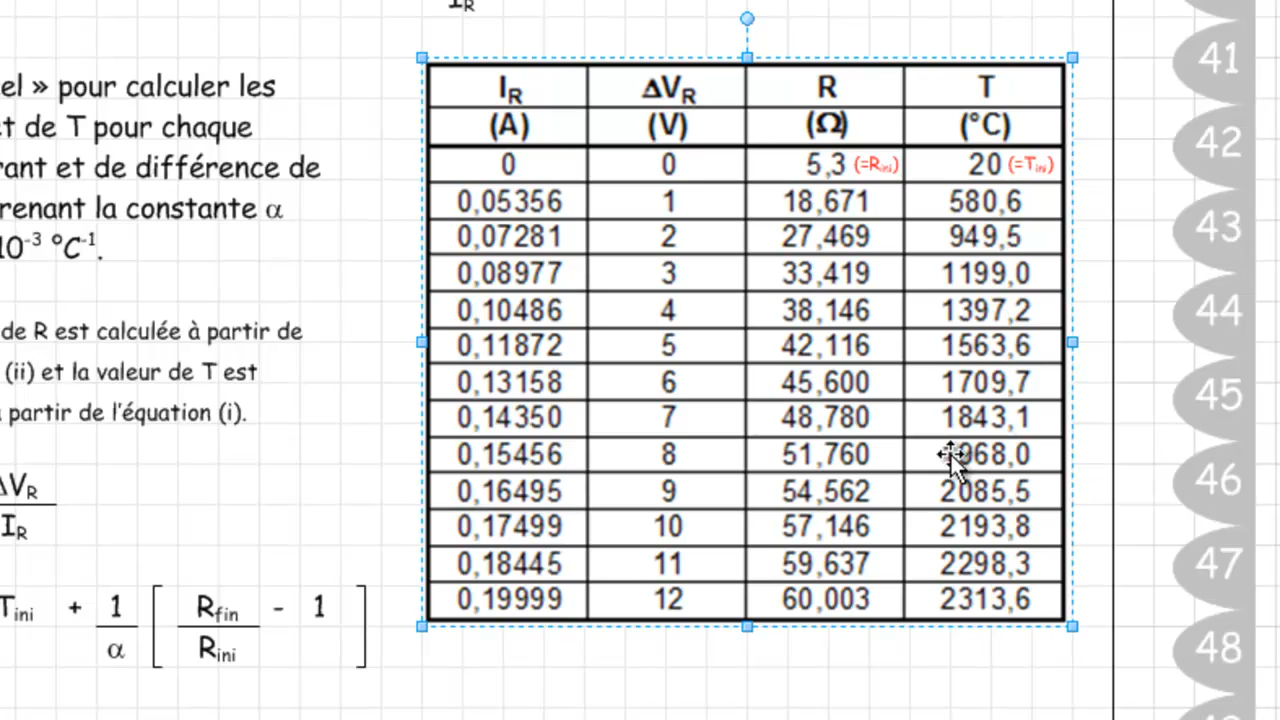 I_R
el » pour calculer les
et de T pour chaque
rant et de différence de
renant la constante α
10⁻³ °C⁻¹.
de R est calculée à partir de
(ii) et la valeur de T est
partir de l'équation (i).
ΔV_R
I_R
T_ini + 1/α [ R_fin / R_ini - 1 ]
I_R ΔV_R R T
(A) (V) (Ω) (°C)
0 0 5,3 (=R_ini) 20 (=T_ini)
0,05356 1 18,671 580,6
0,07281 2 27,469 949,5
0,08977 3 33,419 1199,0
0,10486 4 38,146 1397,2
0,11872 5 42,116 1563,6
0,13158 6 45,600 1709,7
0,14350 7 48,780 1843,1
0,15456 8 51,760 968,0
0,16495 9 54,562 2085,5
0,17499 10 57,146 2193,8
0,18445 11 59,637 2298,3
0,19999 12 60,003 2313,6
41
42
43
44
45
46
47
48